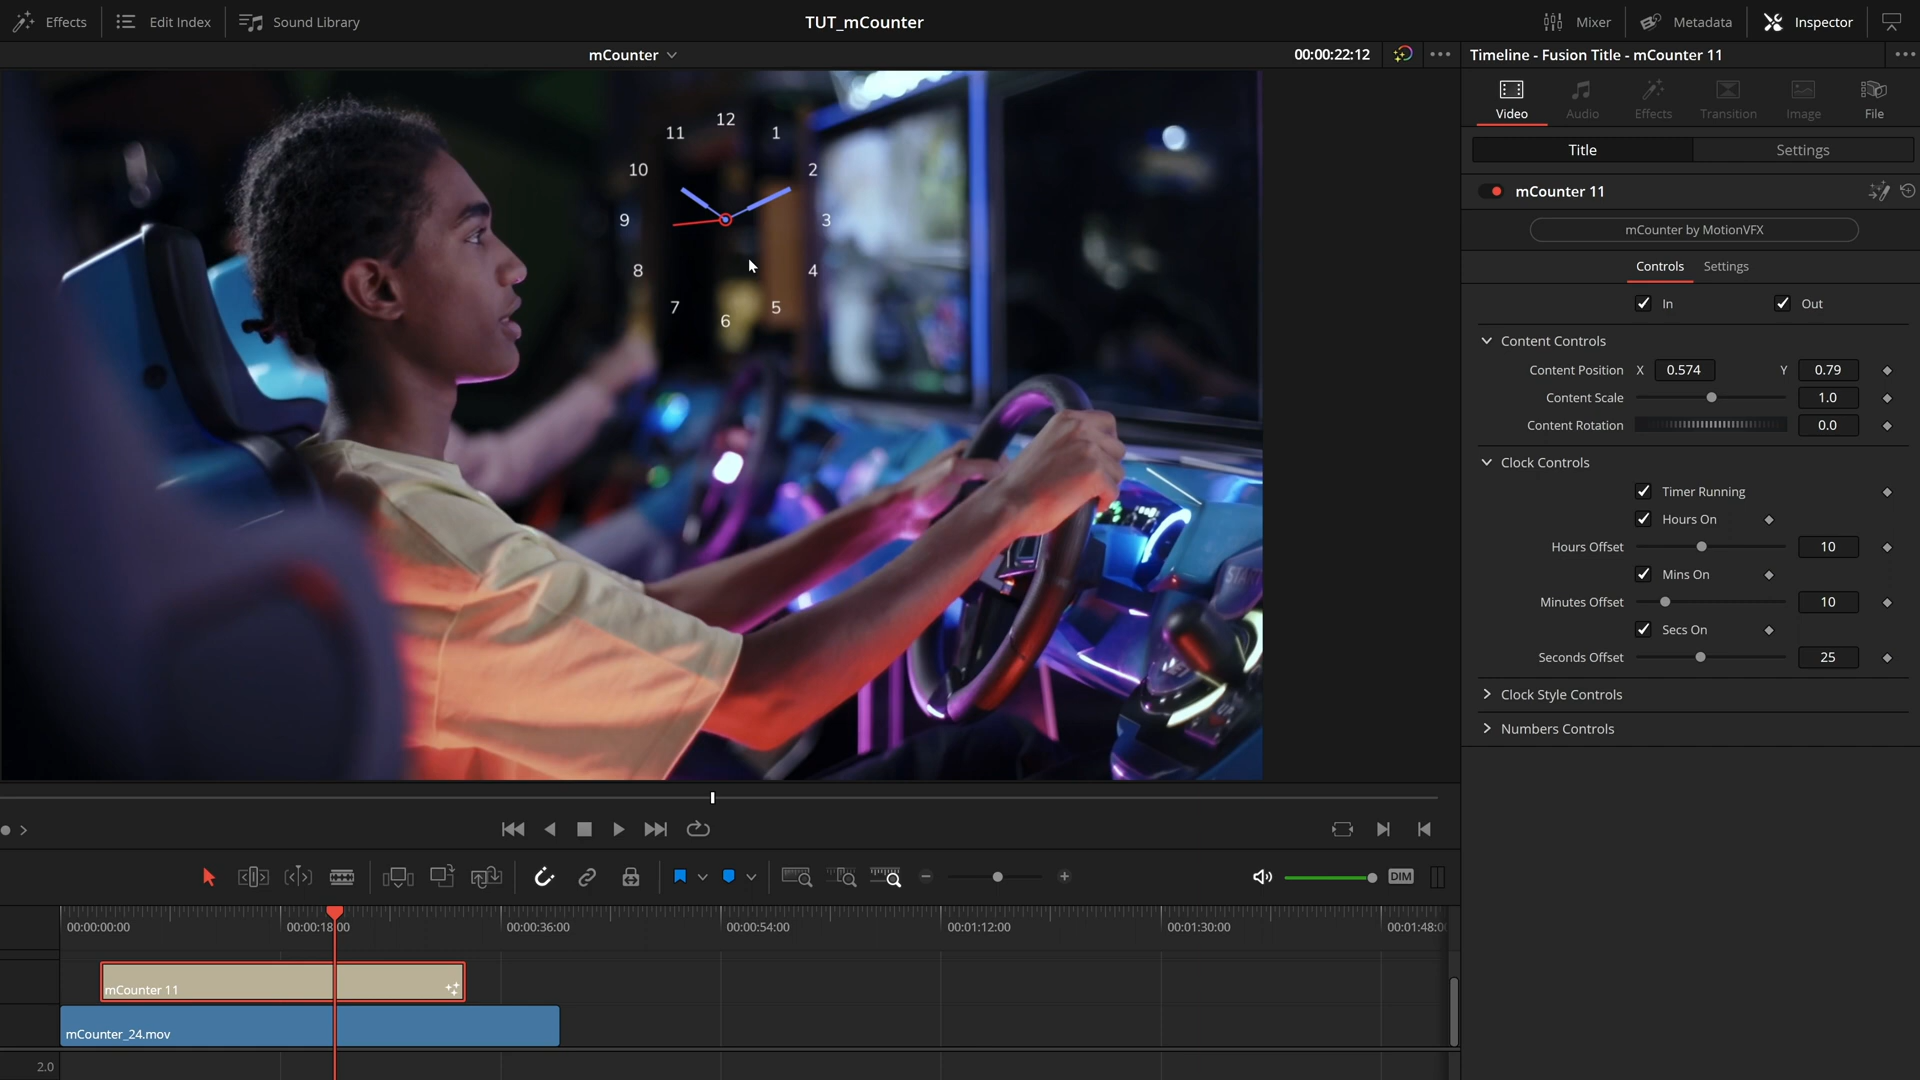 Effects
Edit Index
Sound Library
TUT_mCounter
Mixer
Metadata
Inspector
mCounter
00:00:22:12
Timeline - Fusion Title - mCounter 11
Video
Audio
Effects
Transition
Image
File
Title
Settings
mCounter 11
mCounter by MotionVFX
Controls
Settings
In
Out
Content Controls
Content Position X 0.574 Y 0.79
Content Scale 1.0
Content Rotation 0.0
Clock Controls
Timer Running
Hours On
Hours Offset 10
Mins On
Minutes Offset 10
Secs On
Seconds Offset 25
Clock Style Controls
Numbers Controls
12
11
1
10
2
9
3
8
4
7
5
6
START
DIM
00:00:00:00
00:00:18:00
00:00:36:00
00:00:54:00
00:01:12:00
00:01:30:00
00:01:48:0
mCounter 11
mCounter_24.mov
2.0